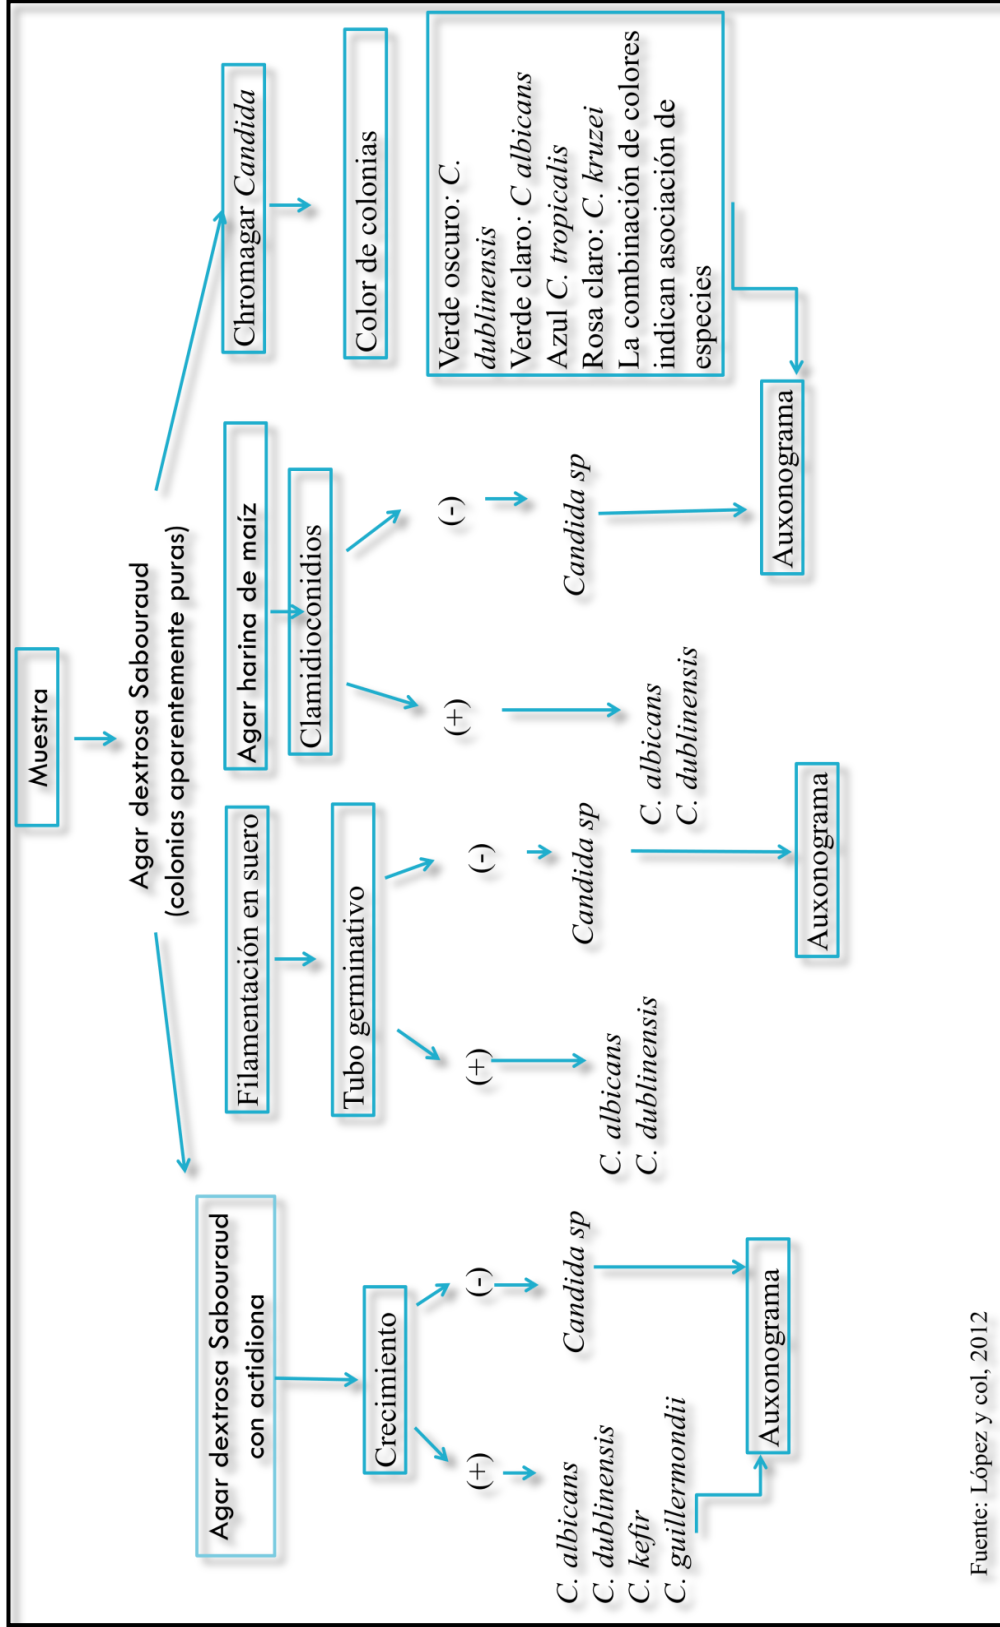 Muestra
Agar dextrosa Sabouraud
(colonias aparentemente puras)
Agar dextrosa Sabouraud
con actidiona
Crecimiento
(+)
(-)
C. albicans
C. dublinensis
C. kefir
C. guillermondii
Candida sp
Auxonograma
Filamentación en suero
Tubo germinativo
(+)
(-)
C. albicans
C. dublinensis
Candida sp
Auxonograma
Agar harina de maíz
Clamidioconidios
(+)
(-)
C. albicans
C. dublinensis
Candida sp
Auxonograma
Chromagar Candida
Color de colonias
Verde oscuro: C.
dublinensis
Verde claro: C albicans
Azul C. tropicalis
Rosa claro: C. kruzei
La combinación de colores
indican asociación de
especies
Fuente: López y col, 2012